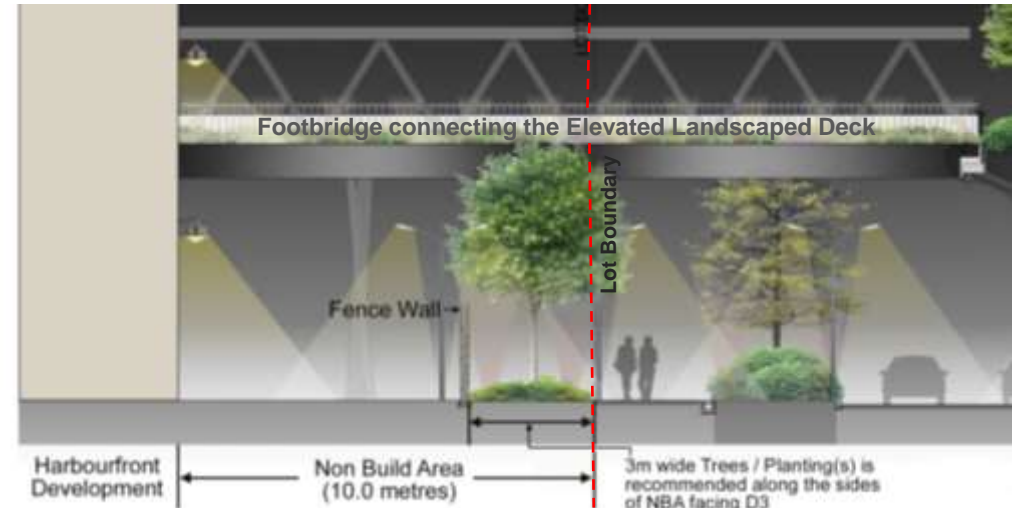 Footbridge connecting the Elevated Landscaped Deck
Lot Boundary
Fence Wall
Harbourfront
Development
Non Build Area
(10.0 metres)
3m wide Trees / Planting(s) is
recommended along the sides
of NBA facing D3